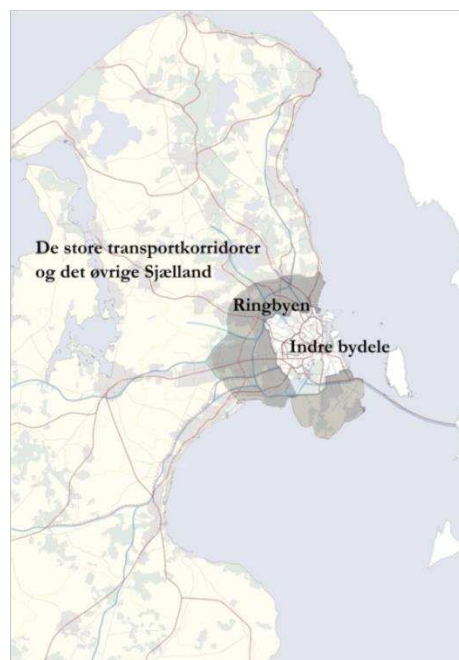 De store transportkorridorer
og det øvrige Sjælland
Ringbyen
Indre bydele